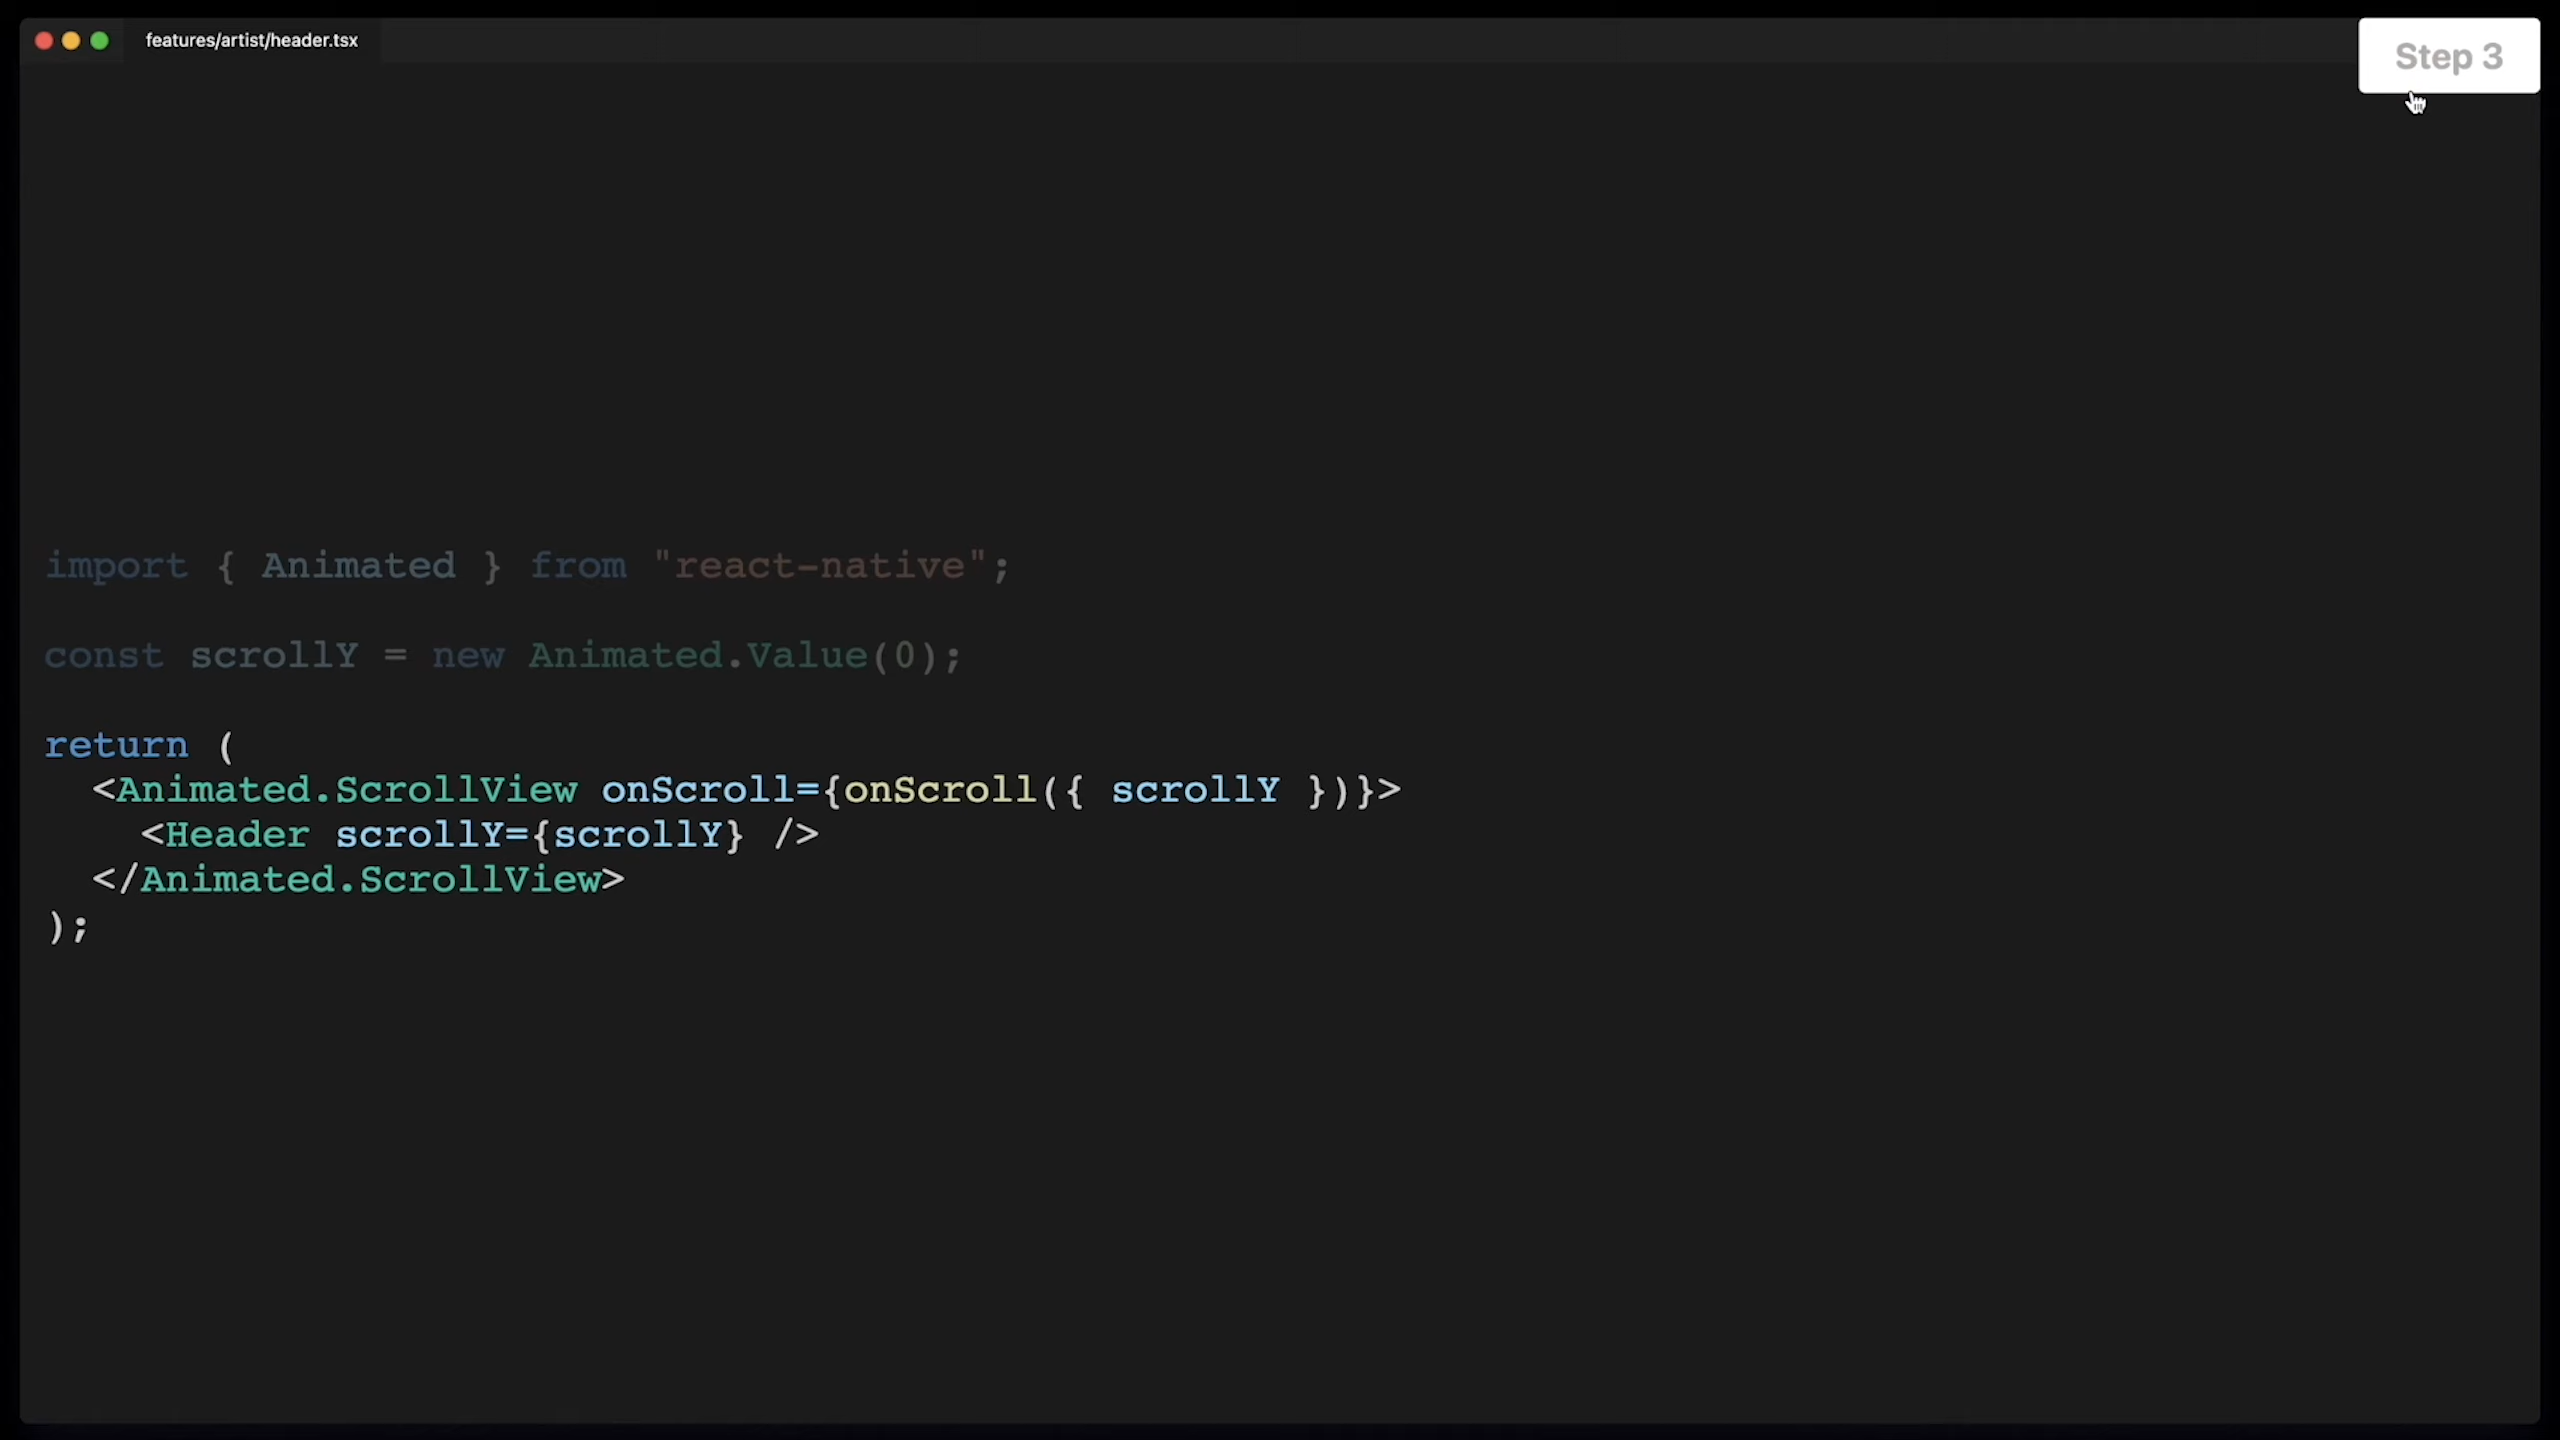 features/artist/header.tsx
Step 3
import { Animated } from "react-native";
const scrollY = new Animated.Value(0);
return (
<Animated.ScrollView onScroll={onScroll({ scrollY })}>
<Header scrollY={scrollY} />
</Animated.ScrollView>
);